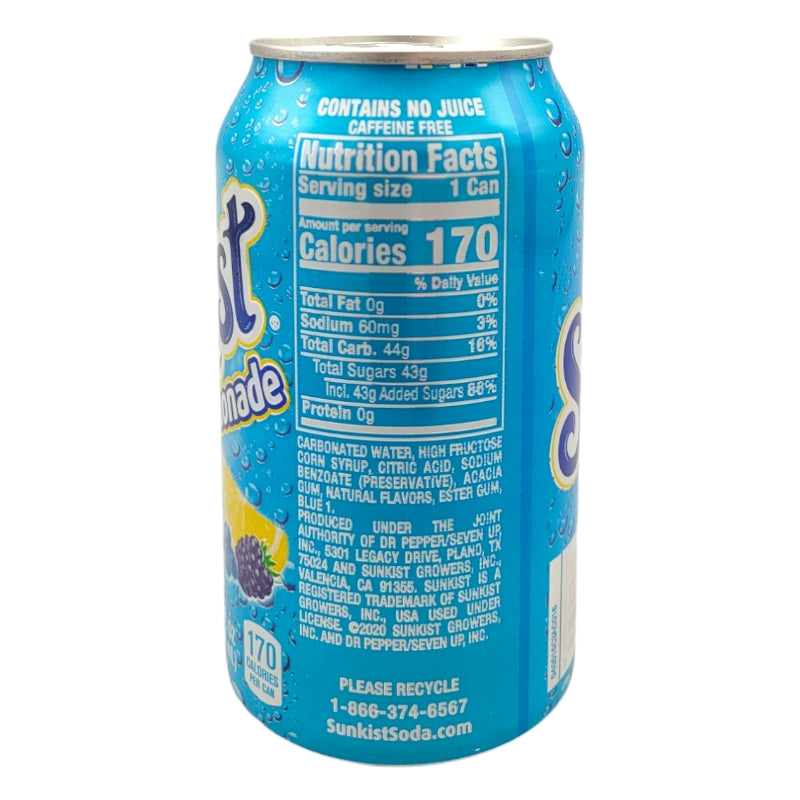 CONTAINS NO JUICE
CAFFEINE FREE
Nutrition Facts
Serving size 1 Can
Amount per serving
Calories 170
% Daily Value
Total Fat 0g 0%
Sodium 60mg 3%
Total Carb. 44g 16%
Total Sugars 43g
Incl. 43g Added Sugars 86%
Protein 0g
CARBONATED WATER, HIGH FRUCTOSE
CORN SYRUP, CITRIC ACID, SODIUM
BENZOATE (PRESERVATIVE), ACACIA
GUM, NATURAL FLAVORS, ESTER GUM,
BLUE 1.
PRODUCED UNDER THE JOINT
AUTHORITY OF DR PEPPER/SEVEN UP,
INC., 5301 LEGACY DRIVE, PLANO, TX
75024 AND SUNKIST GROWERS, INC.,
VALENCIA, CA 91355. SUNKIST IS A
REGISTERED TRADEMARK OF SUNKIST
GROWERS, INC., USA USED UNDER
LICENSE. ©2020 SUNKIST GROWERS,
INC. AND DR PEPPER/SEVEN UP, INC.
PLEASE RECYCLE
1-866-374-6567
SunkistSoda.com
st
onade
170
CALORIES
PER CAN
S